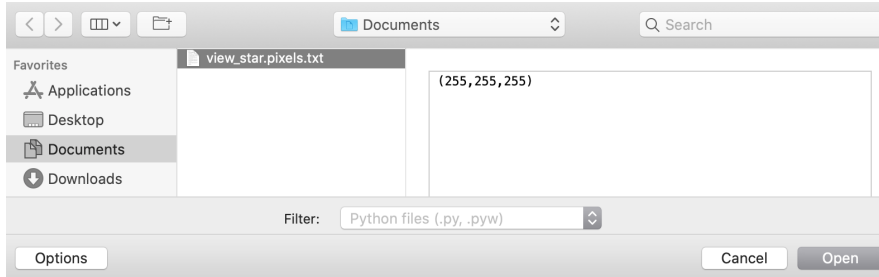 Documents
Search
Favorites
Applications
Desktop
Documents
Downloads
view_star.pixels.txt
(255,255,255)
Filter:
Python files (.py, .pyw)
Options
Cancel
Open